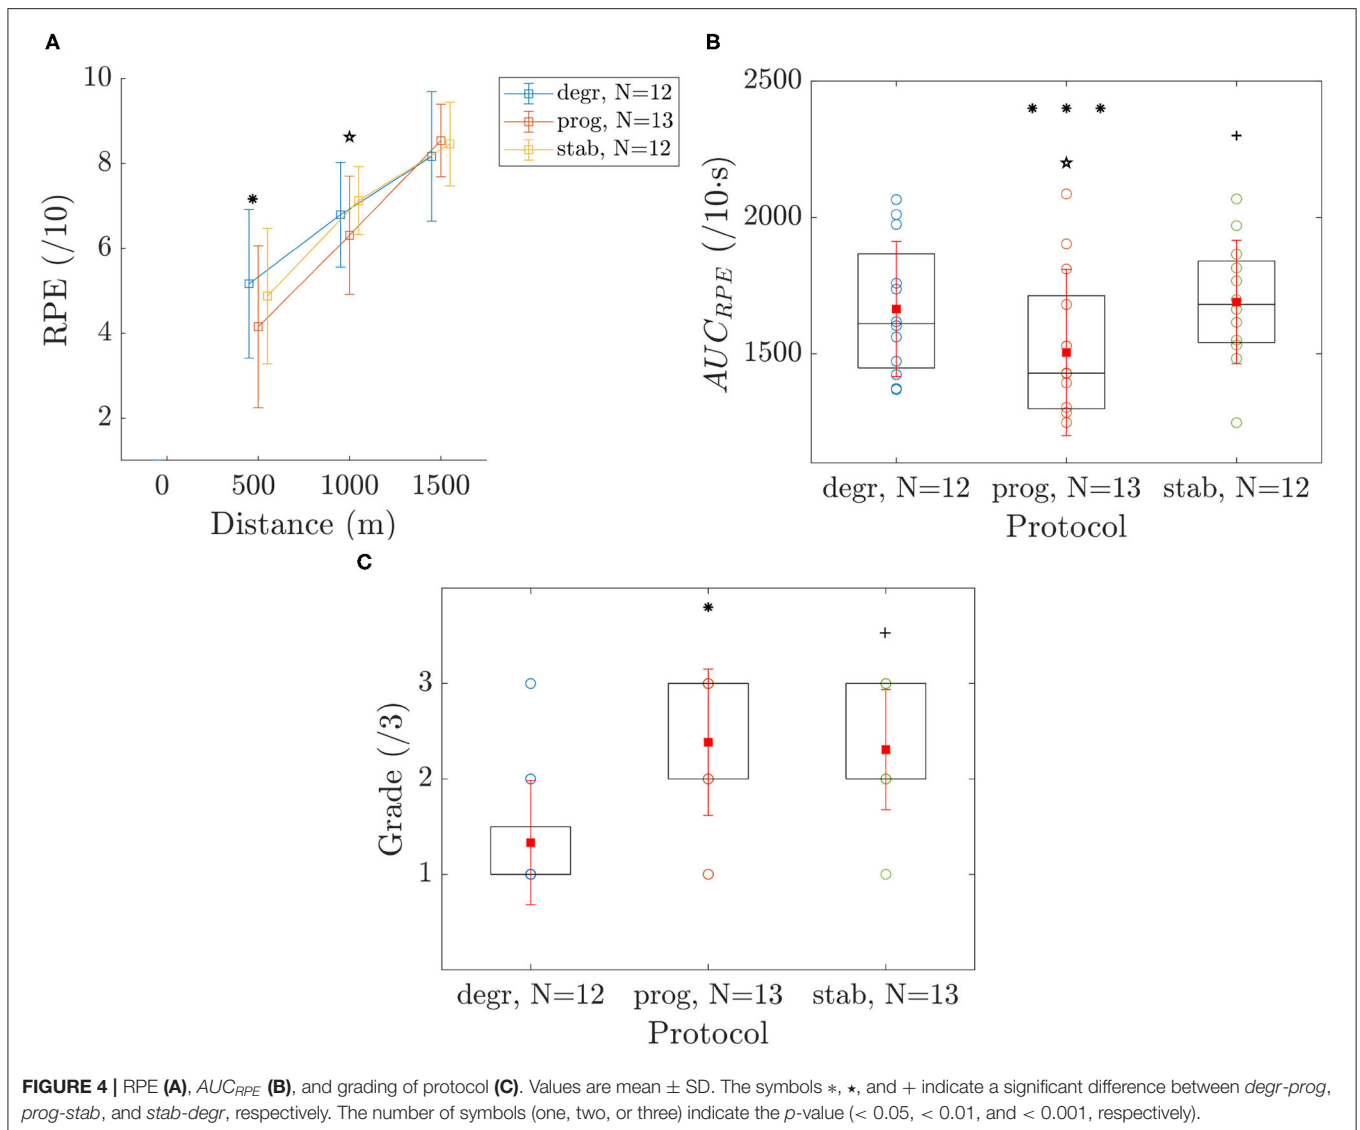 A
10
8
6
4
2
RPE (/10)
0 500 1000 1500
Distance (m)
degr, N=12
prog, N=13
stab, N=12
*
☆
B
2500
2000
1500
AUC_RPE (/10·s)
* * *
☆
+
degr, N=12 prog, N=13 stab, N=12
Protocol
C
3
2
1
Grade (/3)
*
+
degr, N=12 prog, N=13 stab, N=13
Protocol
FIGURE 4 | RPE (A), AUC_RPE (B), and grading of protocol (C). Values are mean ± SD. The symbols *, ⋆, and + indicate a significant difference between degr-prog,
prog-stab, and stab-degr, respectively. The number of symbols (one, two, or three) indicate the p-value (< 0.05, < 0.01, and < 0.001, respectively).